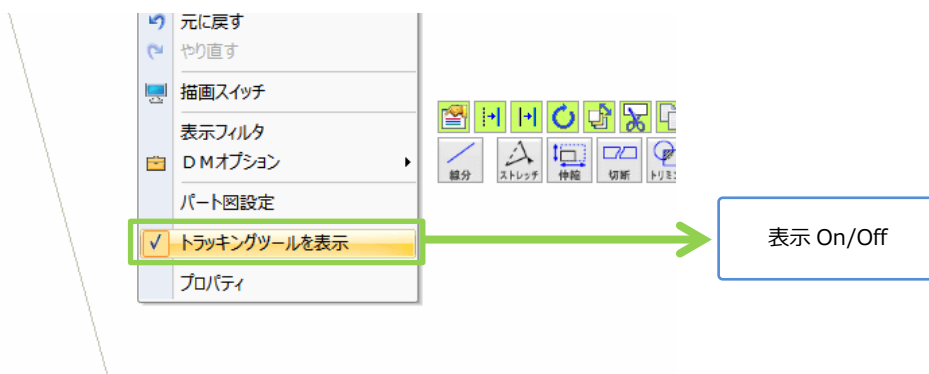 元に戻す
やり直す
描画スイッチ
表示フィルタ
ＤＭオプション
パート図設定
トラッキングツールを表示
プロパティ
線分
ストレッチ
伸縮
切断
表示 On/Off